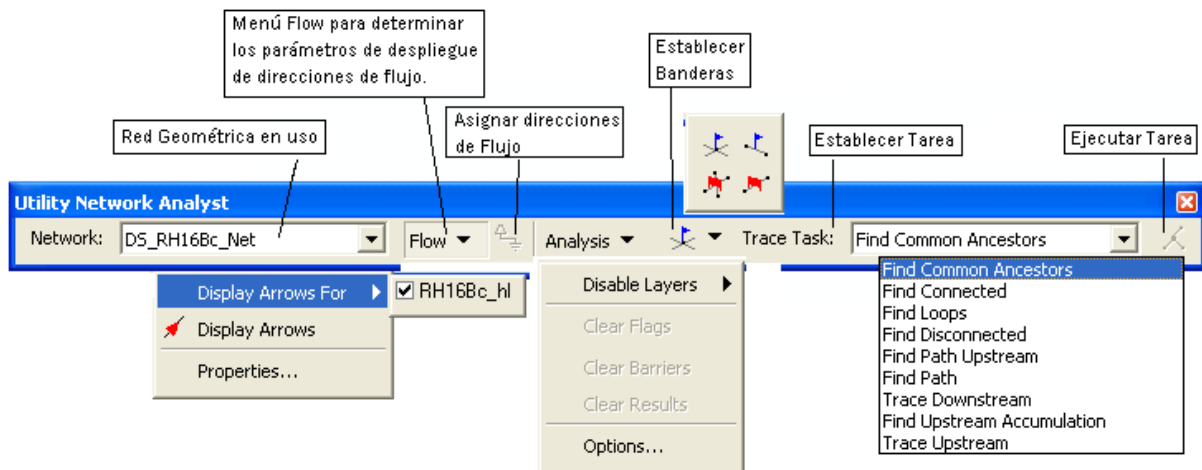 Menú Flow para determinar
los parámetros de despliegue
de direcciones de flujo.
Establecer
Banderas
Red Geométrica en uso
Asignar direcciones
de Flujo
Establecer Tarea
Ejecutar Tarea
Utility Network Analyst
Network: DS_RH16Bc_Net Flow Analysis Trace Task: Find Common Ancestors
Display Arrows For
RH16Bc_hl
Display Arrows
Properties...
Disable Layers
Clear Flags
Clear Barriers
Clear Results
Options...
Find Common Ancestors
Find Connected
Find Loops
Find Disconnected
Find Path Upstream
Find Path
Trace Downstream
Find Upstream Accumulation
Trace Upstream